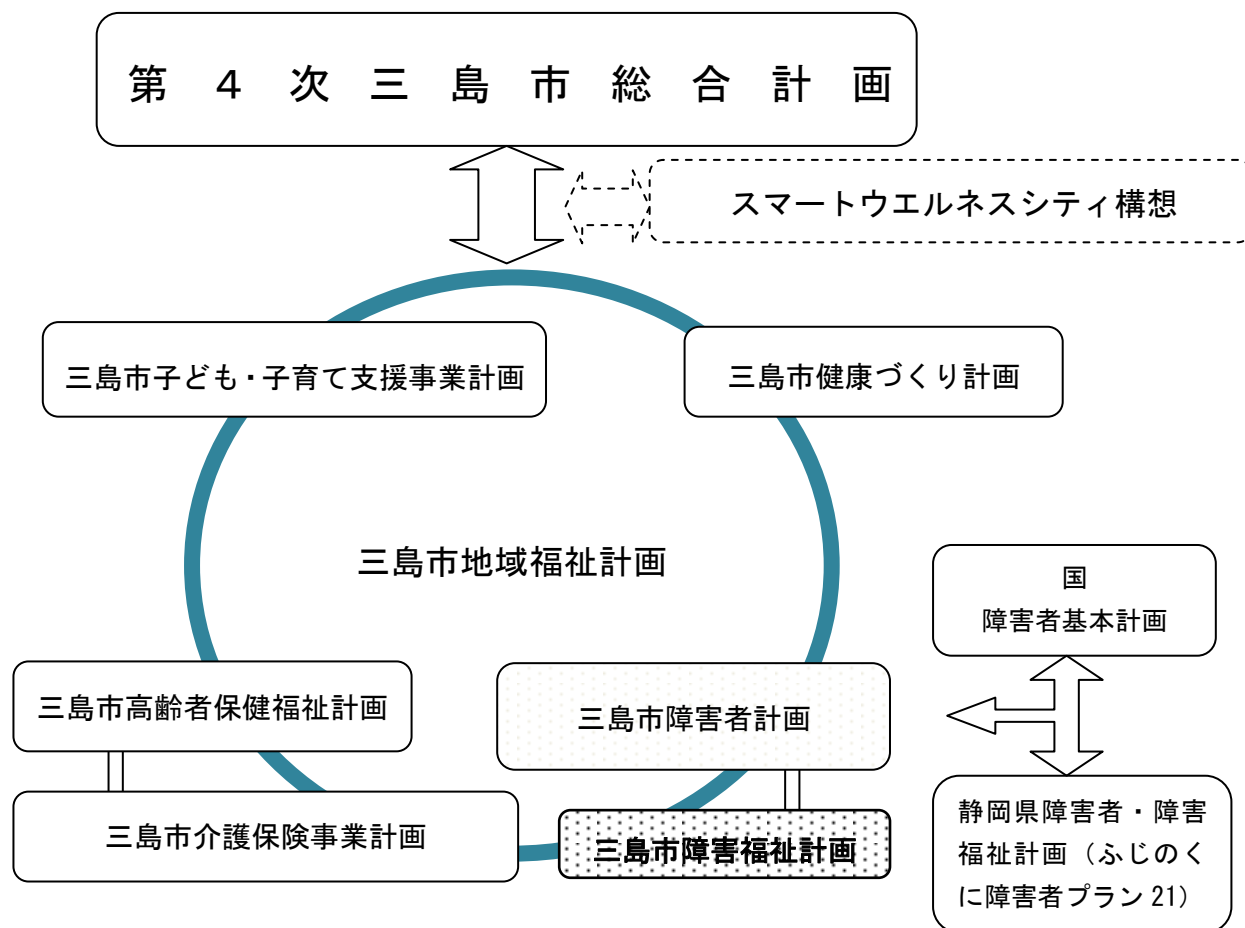 第４次三島市総合計画
スマートウエルネスシティ構想
三島市子ども・子育て支援事業計画
三島市健康づくり計画
三島市地域福祉計画
国
障害者基本計画
三島市高齢者保健福祉計画
三島市障害者計画
三島市介護保険事業計画
三島市障害福祉計画
静岡県障害者・障害
福祉計画（ふじのく
に障害者プラン 21）